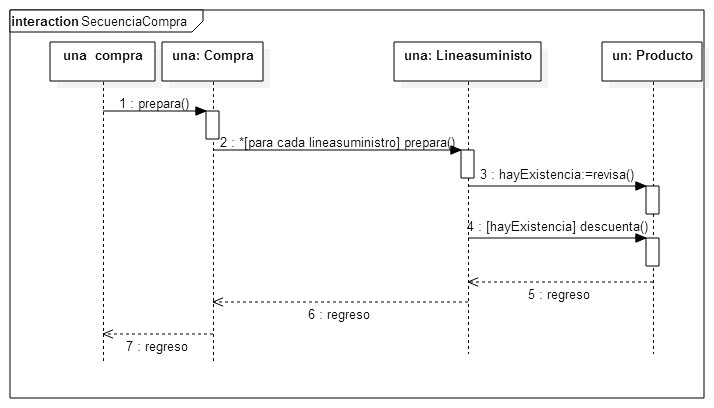 interaction SecuenciaCompra
una compra
una: Compra
una: Lineasuministo
un: Producto
1 : prepara()
2 : *[para cada lineasuministro] prepara()
3 : hayExistencia:=revisa()
4 : [hayExistencia] descuenta()
5 : regreso
6 : regreso
7 : regreso